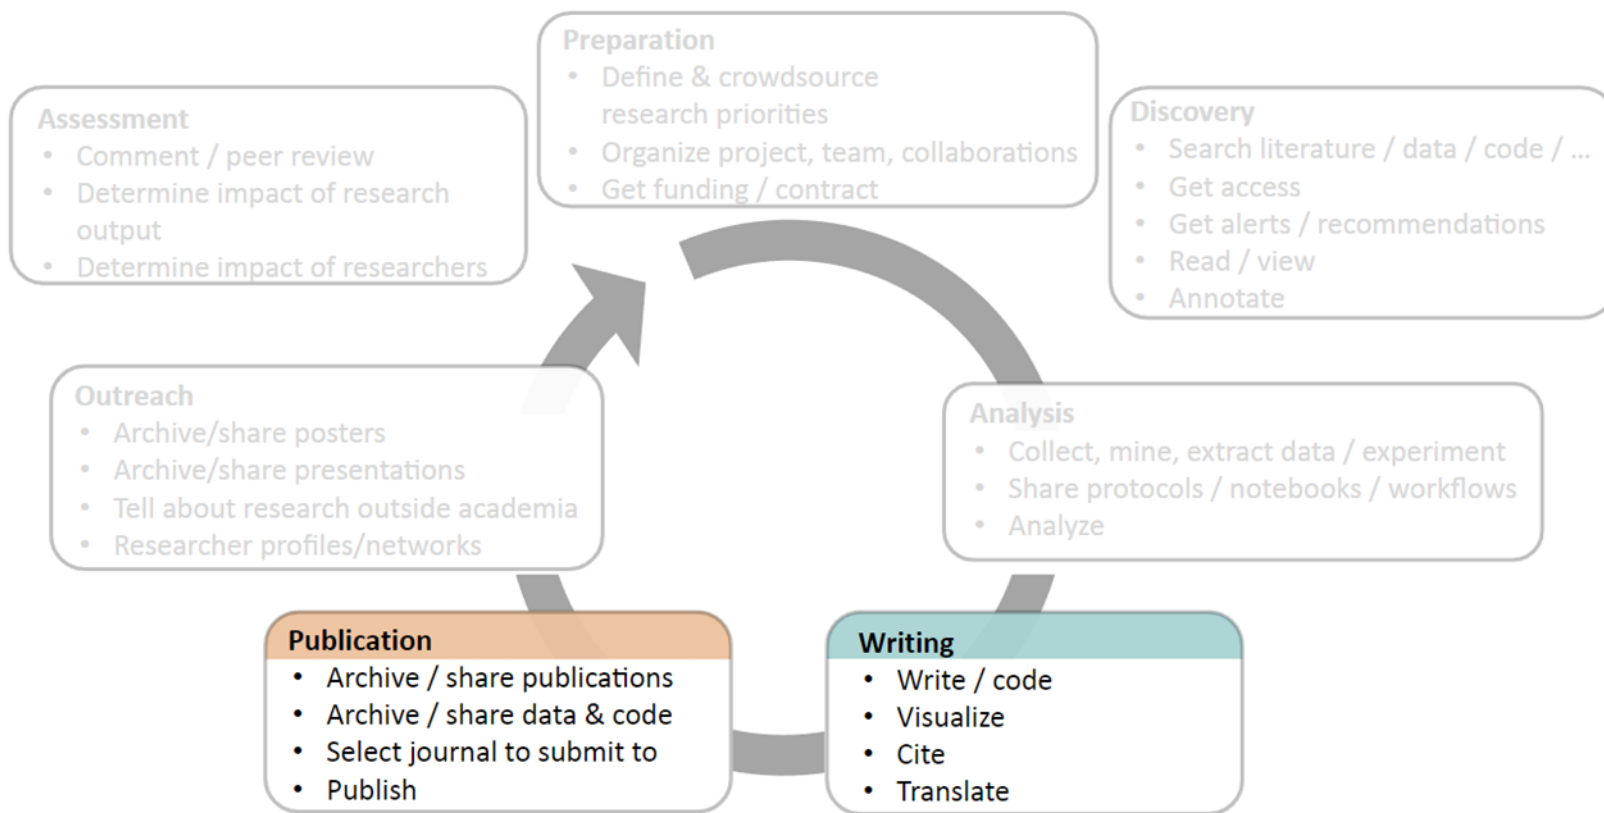 Preparation
• Define & crowdsource
research priorities
• Organize project, team, collaborations
• Get funding / contract
Assessment
• Comment / peer review
• Determine impact of research
output
• Determine impact of researchers
Discovery
• Search literature / data / code / ...
• Get access
• Get alerts / recommendations
• Read / view
• Annotate
Outreach
• Archive/share posters
• Archive/share presentations
• Tell about research outside academia
• Researcher profiles/networks
Analysis
• Collect, mine, extract data / experiment
• Share protocols / notebooks / workflows
• Analyze
Publication
• Archive / share publications
• Archive / share data & code
• Select journal to submit to
• Publish
Writing
• Write / code
• Visualize
• Cite
• Translate